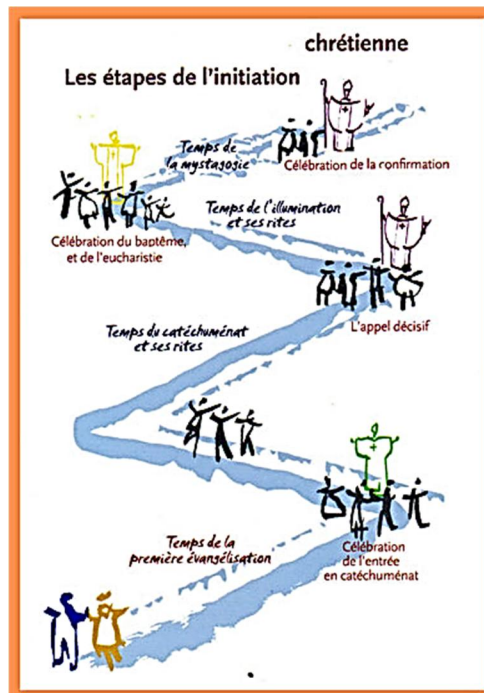 Les étapes de l'initiation
chrétienne
Temps de
la mystagogie
Célébration de la confirmation
Temps de l'illumination
et ses rites
Célébration du baptême,
et de l'eucharistie
L'appel décisif
Temps du catéchuménat
et ses rites
Temps de la
première évangélisation
Célébration
de l'entrée
en catéchuménat